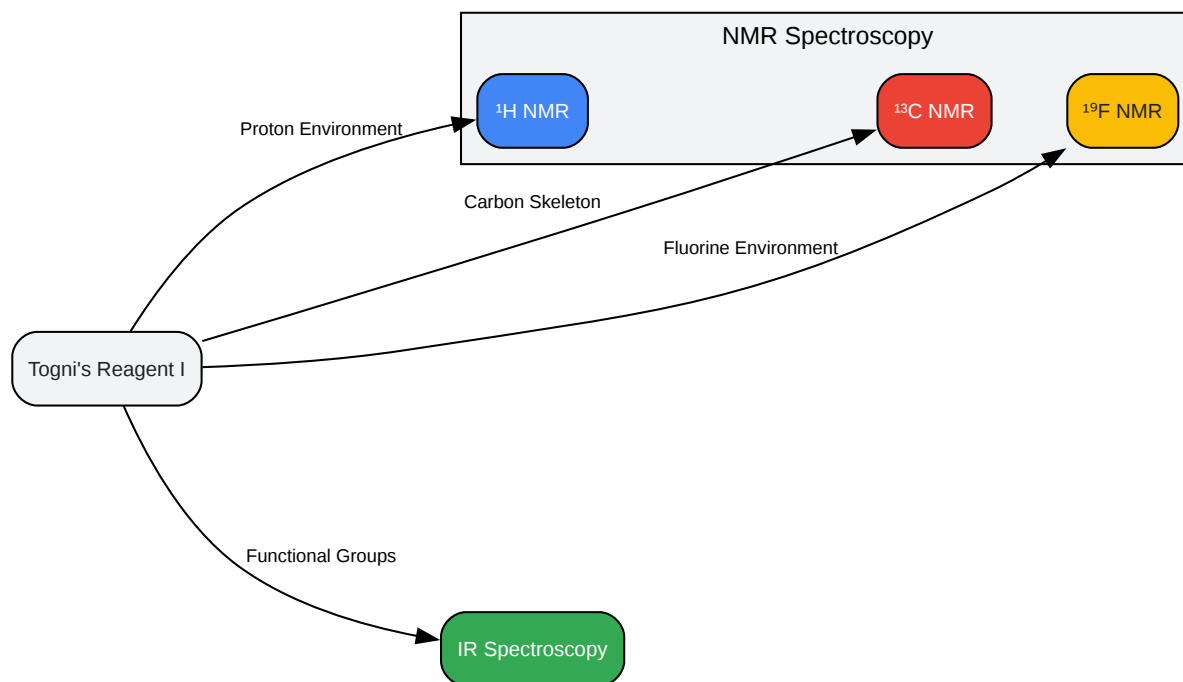 NMR Spectroscopy
¹H NMR
¹³C NMR
¹⁹F NMR
Proton Environment
Carbon Skeleton
Fluorine Environment
Togni's Reagent I
Functional Groups
IR Spectroscopy